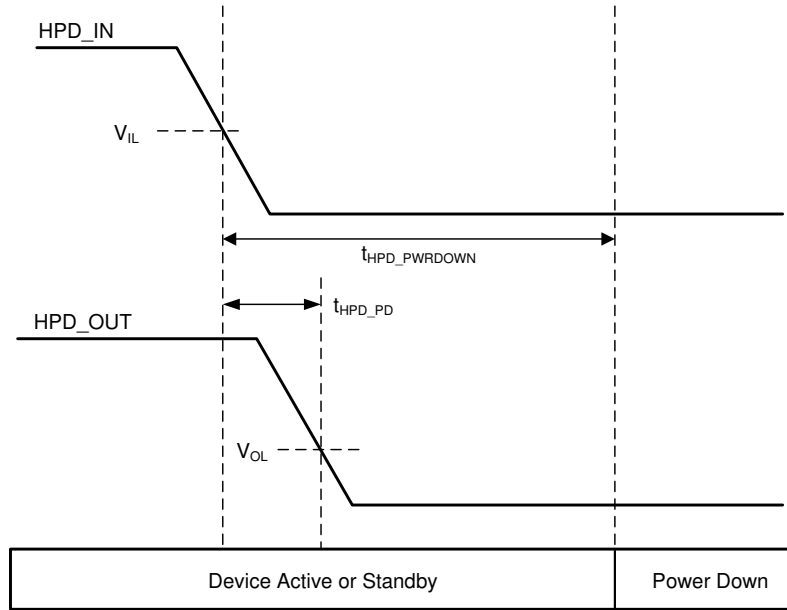 HPD_IN
V_IL
t_HPD_PWRDOWN
t_HPD_PD
HPD_OUT
V_OL
Device Active or Standby
Power Down